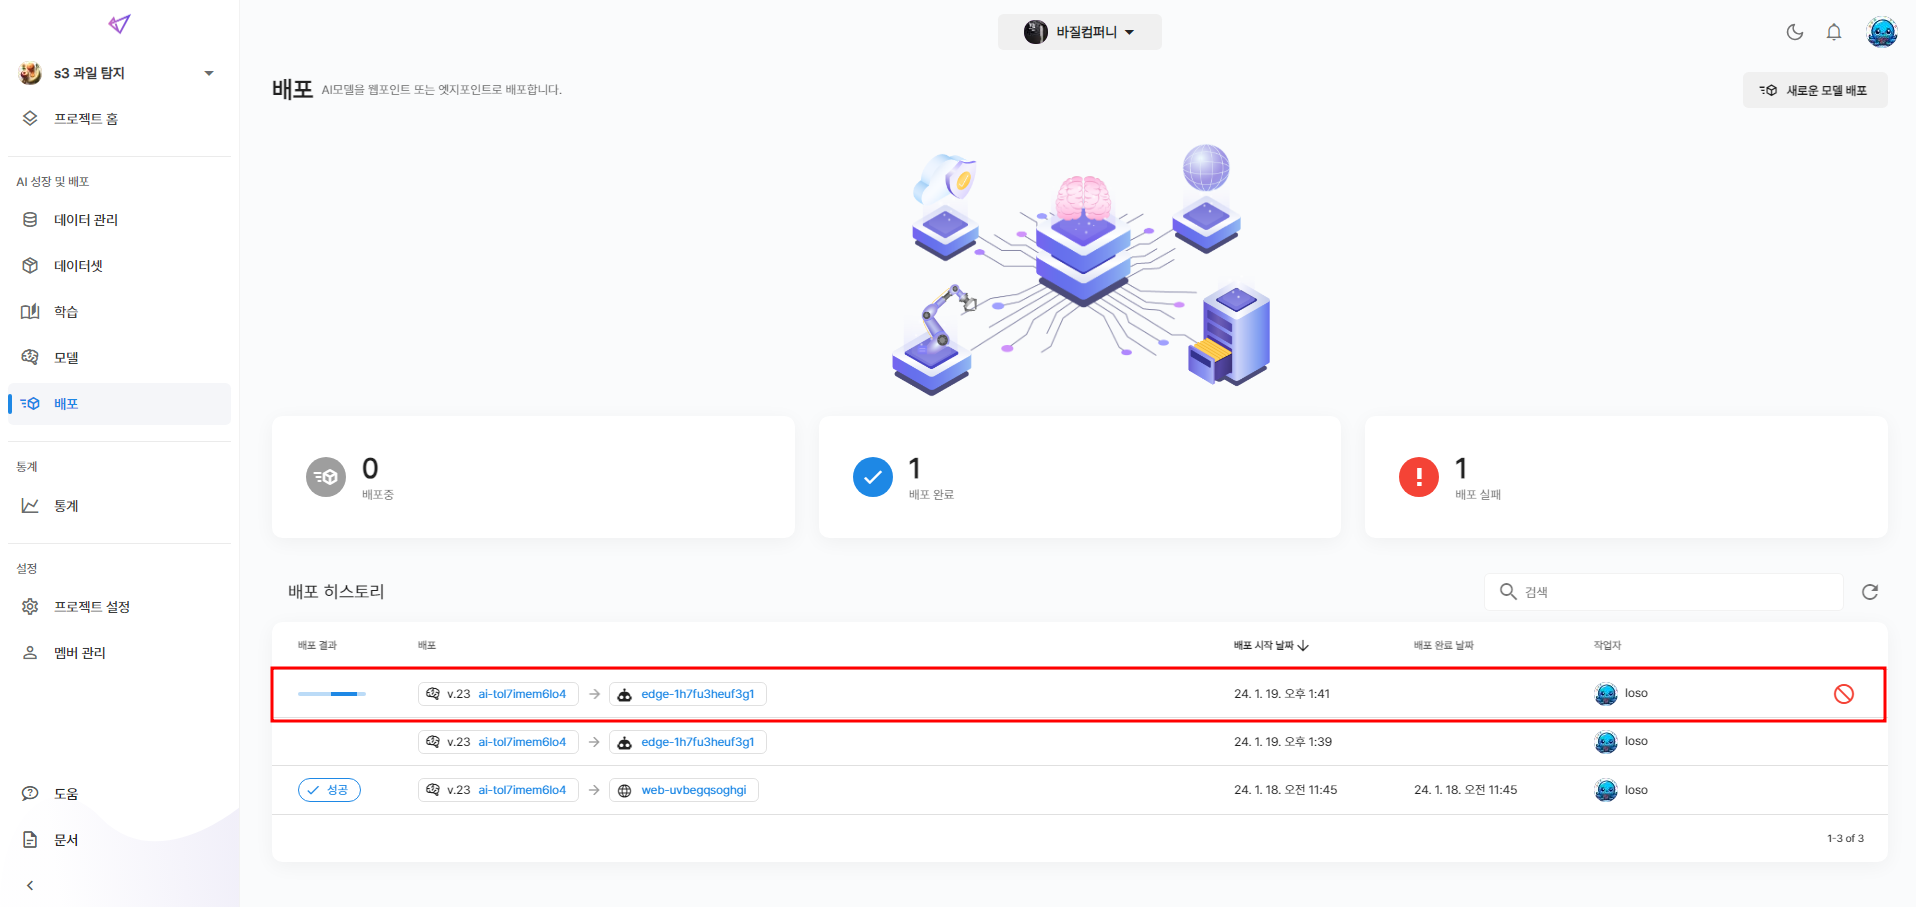 바질컴퍼니
s3 과일 탐지
프로젝트 홈
AI 성장 및 배포
데이터 관리
데이터셋
학습
모델
배포
통계
통계
설정
프로젝트 설정
멤버 관리
도움
문서
배포 AI모델을 웹포인트 또는 엣지포인트로 배포합니다.
새로운 모델 배포
0
배포중
1
배포 완료
1
배포 실패
배포 히스토리
검색
배포 결과 배포 배포 시작 날짜 배포 완료 날짜 작업자
v.23 ai-tol7imem6lo4 edge-1h7fu3heuf3g1 24. 1. 19. 오후 1:41 loso
v.23 ai-tol7imem6lo4 edge-1h7fu3heuf3g1 24. 1. 19. 오후 1:39 loso
성공 v.23 ai-tol7imem6lo4 web-uvbegqsoghgi 24. 1. 18. 오전 11:45 24. 1. 18. 오전 11:45 loso
1-3 of 3